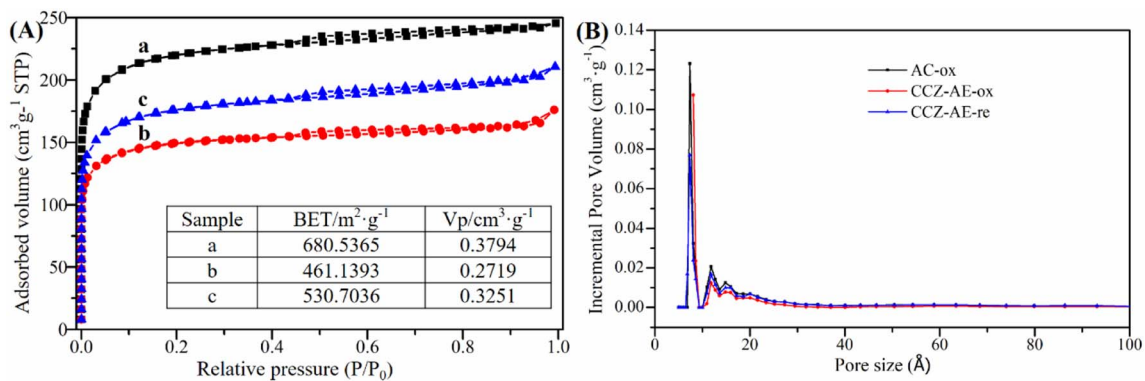 (A)
250
200
150
100
50
0
Adsorbed volume (cm³g-¹ STP)
a
c
b
Sample BET/m²·g⁻¹ Vp/cm³·g⁻¹
a 680.5365 0.3794
b 461.1393 0.2719
c 530.7036 0.3251
0.0 0.2 0.4 0.6 0.8 1.0
Relative pressure (P/P₀)
(B)
0.14
0.12
0.10
0.08
0.06
0.04
0.02
0.00
Incremental Pore Volume (cm³·g⁻¹)
AC-ox
CCZ-AE-ox
CCZ-AE-re
0 20 40 60 80 100
Pore size (Å)